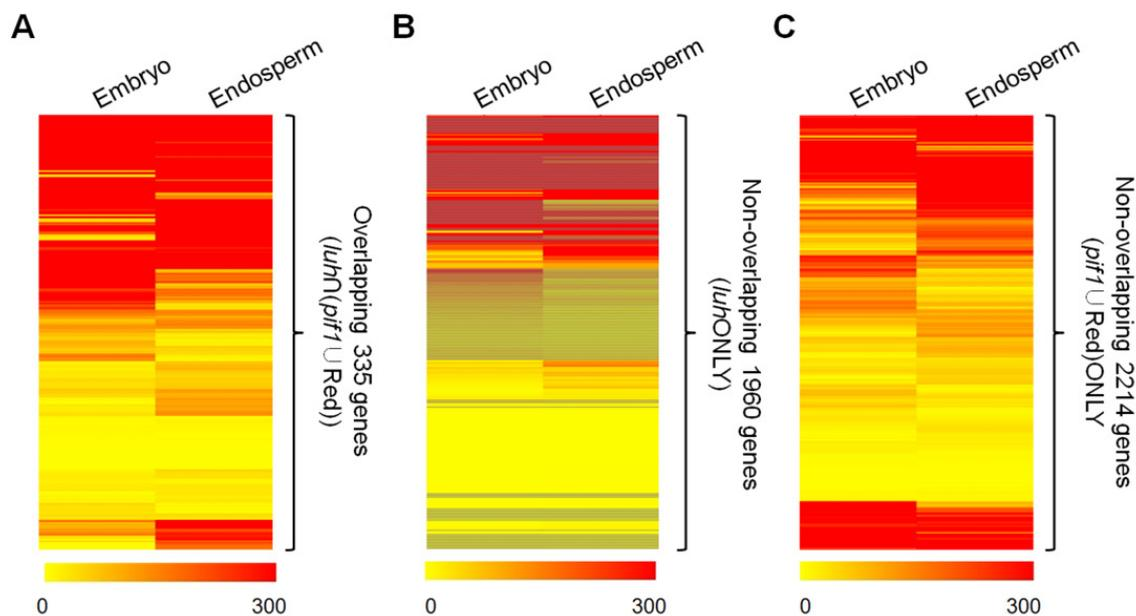 A
Embryo
Endosperm
Overlapping 335 genes
(luh∩(pif1∪Red))
0
300
B
Embryo
Endosperm
Non-overlapping 1960 genes
(luhONLY)
0
300
C
Embryo
Endosperm
Non-overlapping 2214 genes
(pif1∪Red)ONLY
0
300